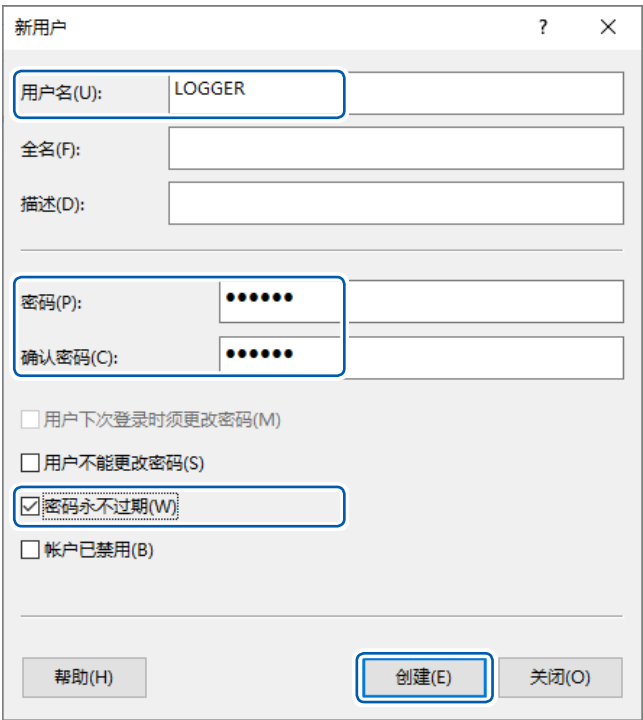 新用户 ?
用户名(U): LOGGER
全名(F):
描述(D):
密码(P): ●●●●●●
确认密码(C): ●●●●●●
用户下次登录时须更改密码(M)
用户不能更改密码(S)
密码永不过期(W)
帐户已禁用(B)
帮助(H) 创建(E) 关闭(O)